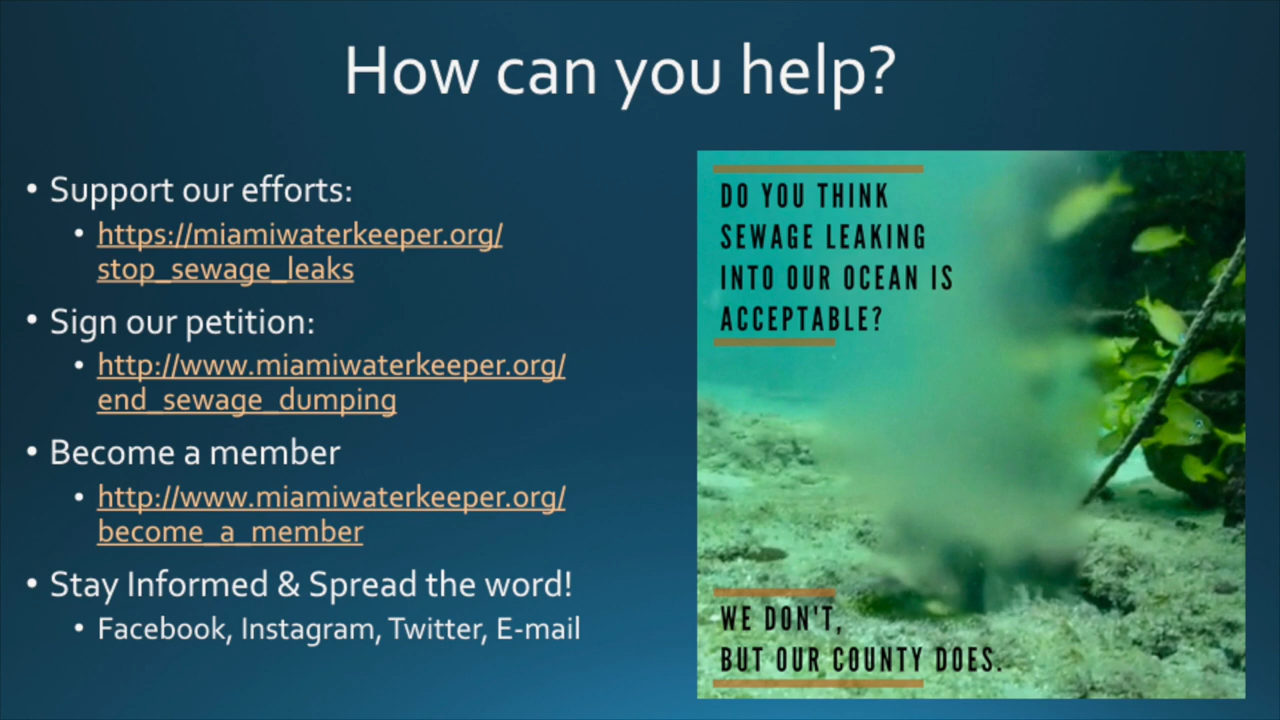 How can you help?
• Support our efforts:
• https://miamiwaterkeeper.org/
stop_sewage_leaks
• Sign our petition:
• http://www.miamiwaterkeeper.org/
end_sewage_dumping
• Become a member
• http://www.miamiwaterkeeper.org/
become_a_member
• Stay Informed & Spread the word!
• Facebook, Instagram, Twitter, E-mail
DO YOU THINK
SEWAGE LEAKING
INTO OUR OCEAN IS
ACCEPTABLE?
WE DON'T,
BUT OUR COUNTY DOES.